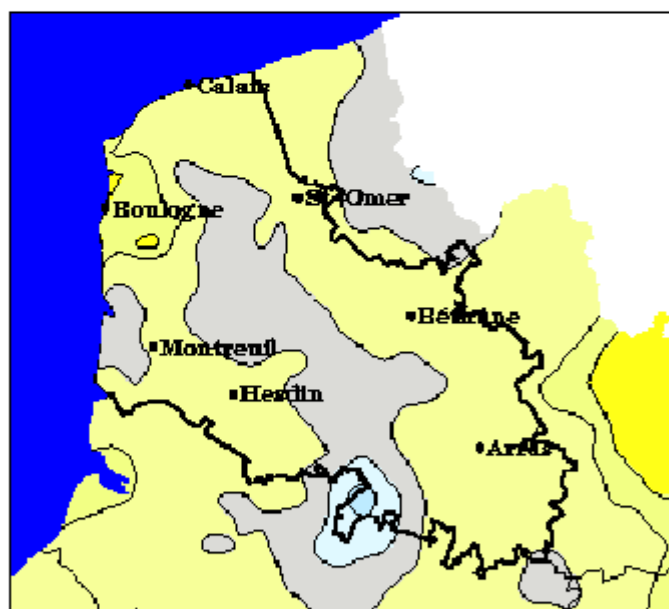 Calais
St Omer
Boulogne
Béthune
Montreuil
Hesdin
Arras